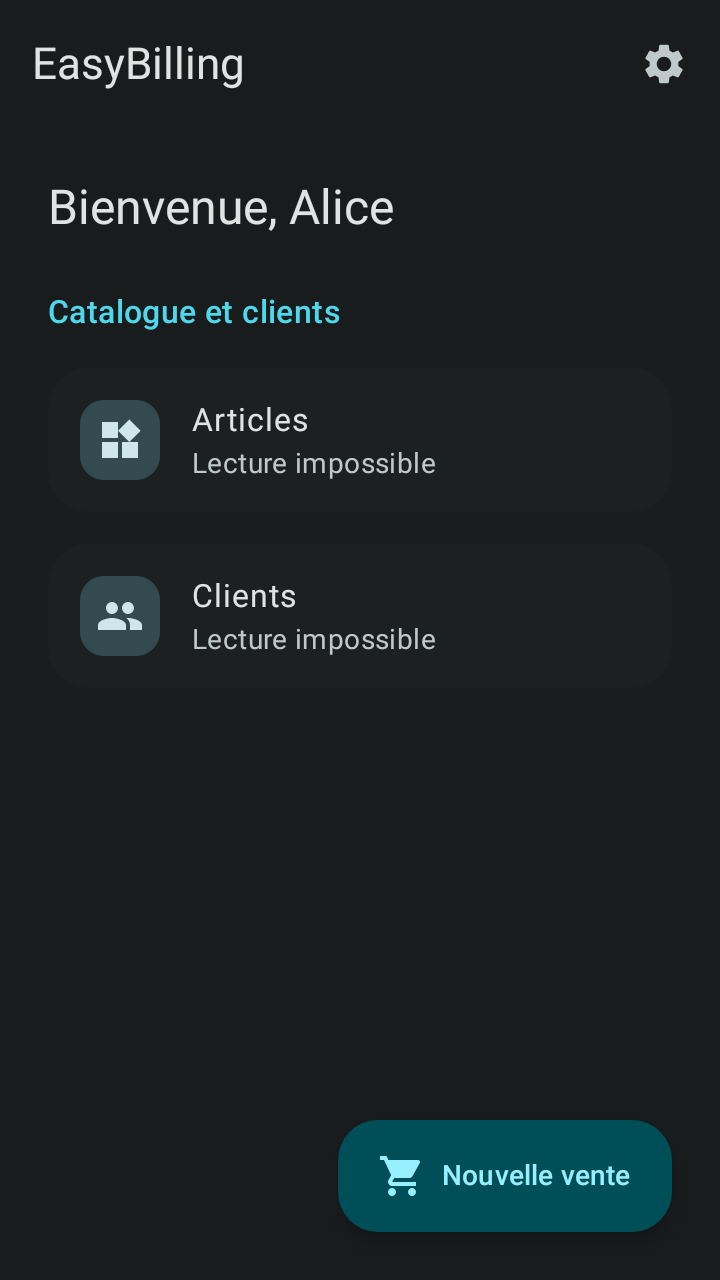 EasyBilling
Bienvenue, Alice
Catalogue et clients
Articles
Lecture impossible
Clients
Lecture impossible
Nouvelle vente